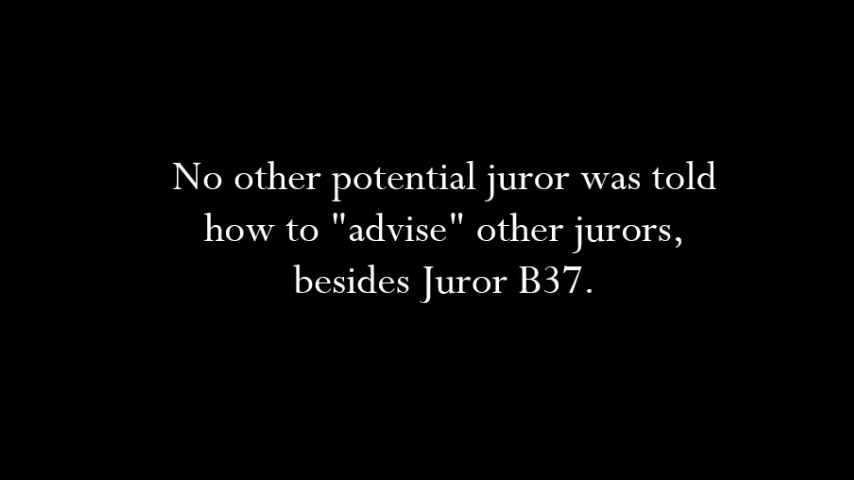 No other potential juror was told
how to "advise" other jurors,
besides Juror B37.